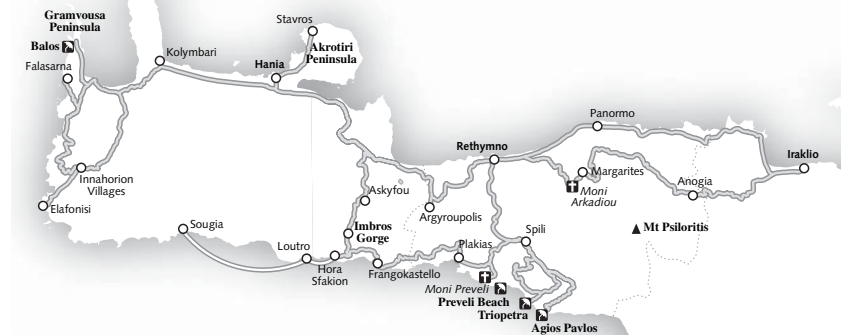 Gramvousa
Peninsula
Balos
Falasarna
Kolymbari
Stavros
Akrotiri
Peninsula
Hania
Panormo
Rethymno
Iraklio
Margarites
Moni
Arkadiou
Anogia
Innahorion
Villages
Elafonisi
Askyfou
Argyroupolis
Sougia
Imbros
Gorge
Spili
Mt Psiloritis
Loutro
Hora
Sfakion
Frangokastello
Plakias
Moni Preveli
Preveli Beach
Triopetra
Agios Pavlos